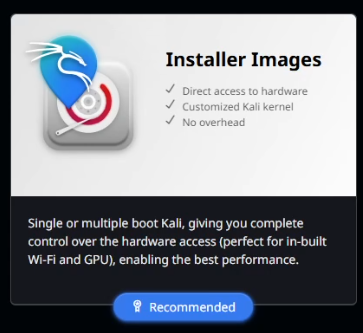 Installer Images
Direct access to hardware
Customized Kali kernel
No overhead
Single or multiple boot Kali, giving you complete
control over the hardware access (perfect for in-built
Wi-Fi and GPU), enabling the best performance.
Recommended